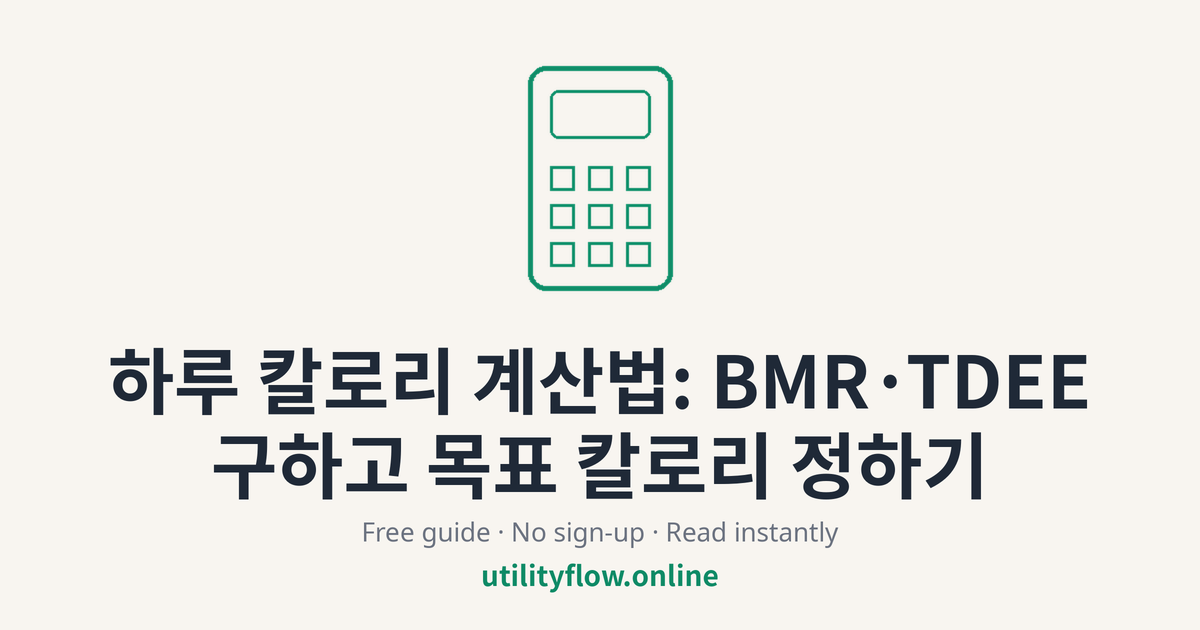 하루 칼로리 계산법: BMR·TDEE
구하고 목표 칼로리 정하기
Free guide · No sign-up · Read instantly
utilityflow.online